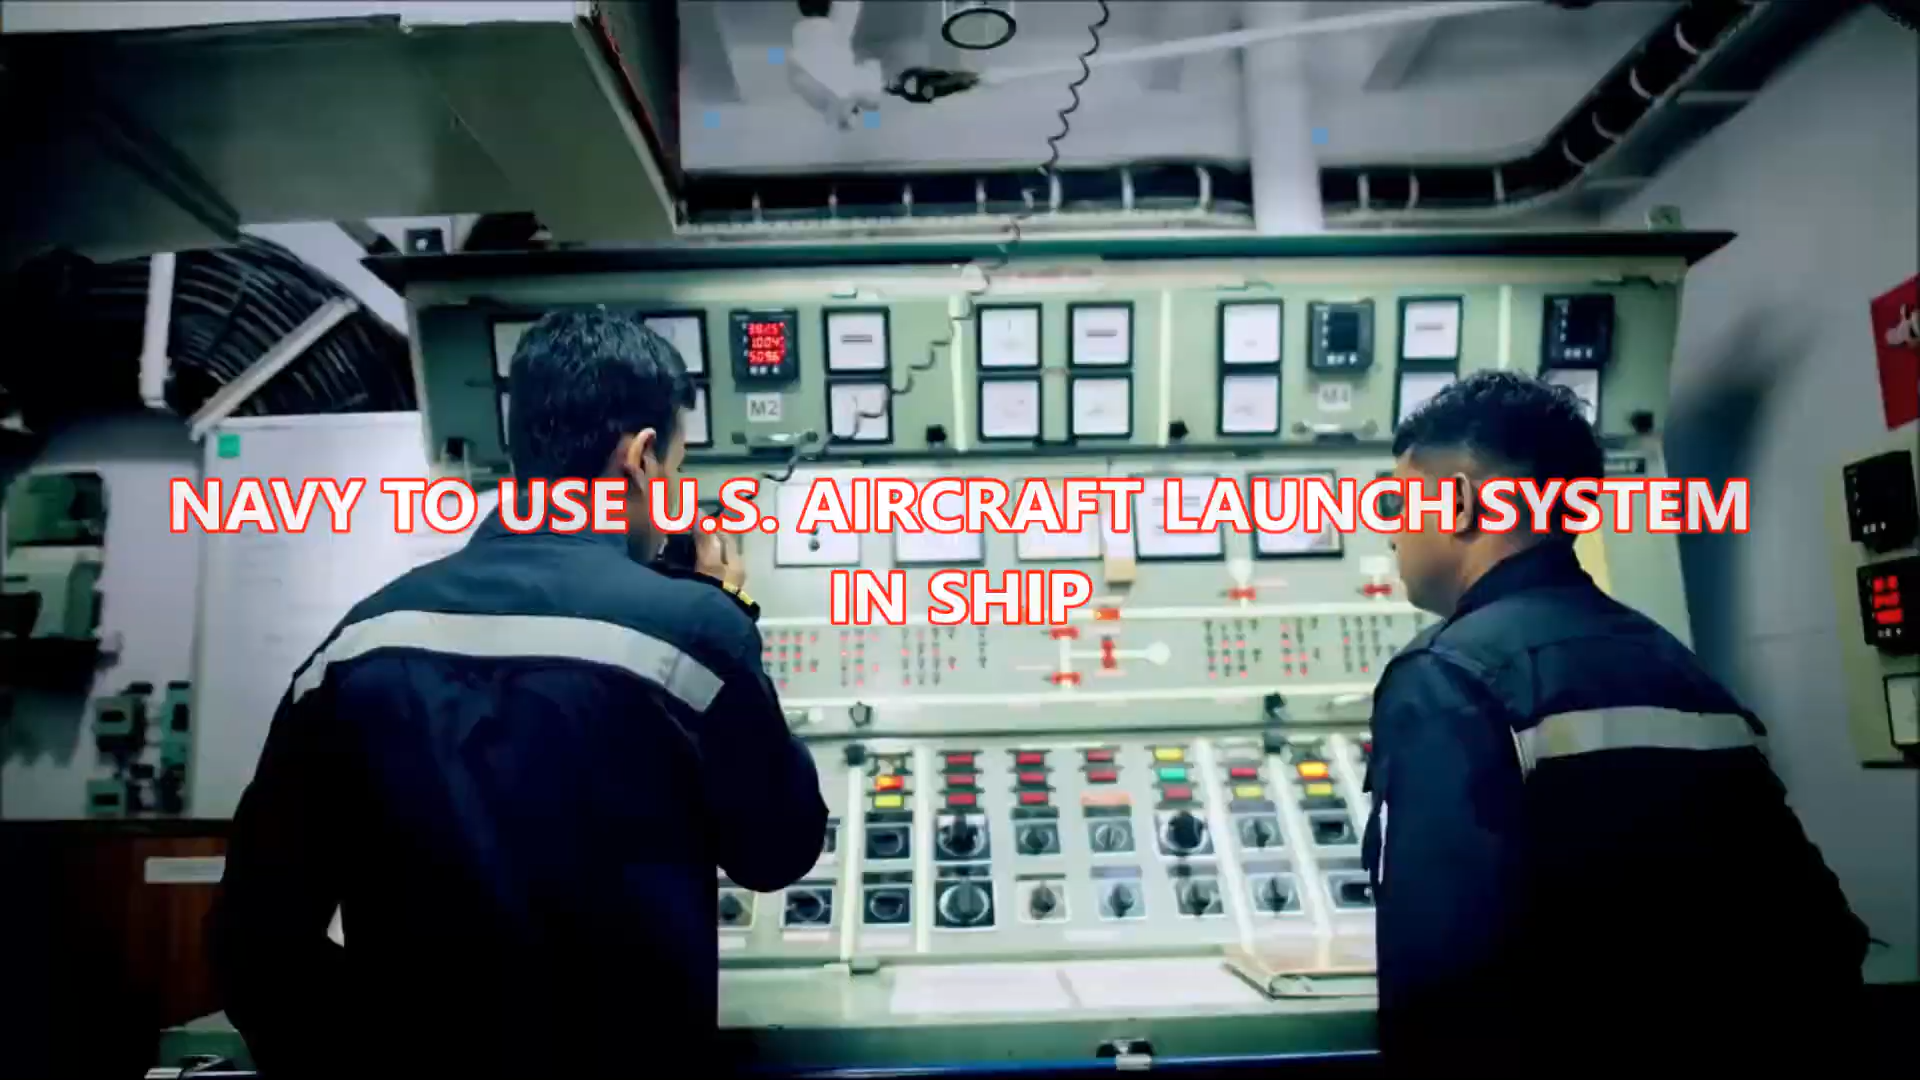 M2
M4
NAVY TO USE U.S. AIRCRAFT LAUNCH SYSTEM
IN SHIP